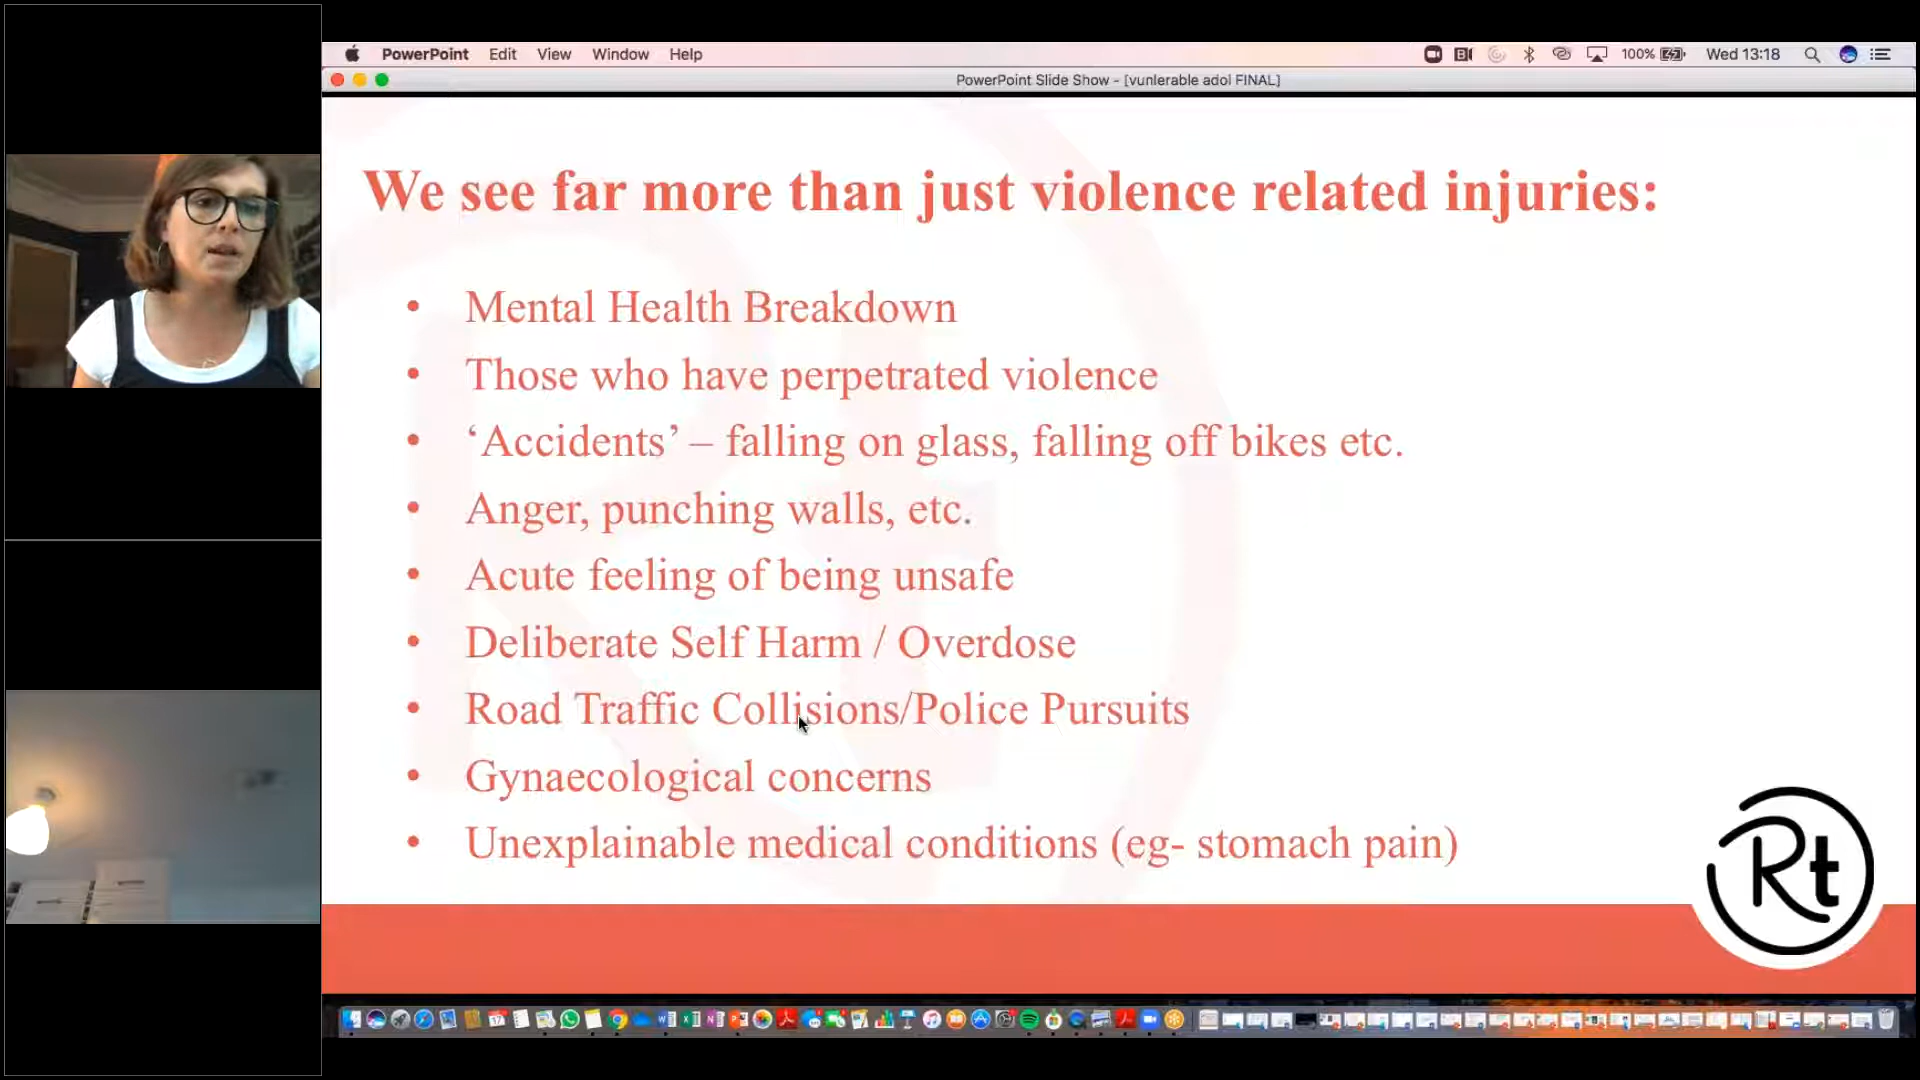 PowerPoint Edit View Window Help 100% Wed 13:18
PowerPoint Slide Show - [vunlerable adol FINAL]
We see far more than just violence related injuries:
• Mental Health Breakdown
• Those who have perpetrated violence
• ‘Accidents’ – falling on glass, falling off bikes etc.
• Anger, punching walls, etc.
• Acute feeling of being unsafe
• Deliberate Self Harm / Overdose
• Road Traffic Collisions/Police Pursuits
• Gynaecological concerns
• Unexplainable medical conditions (eg- stomach pain)
Rt